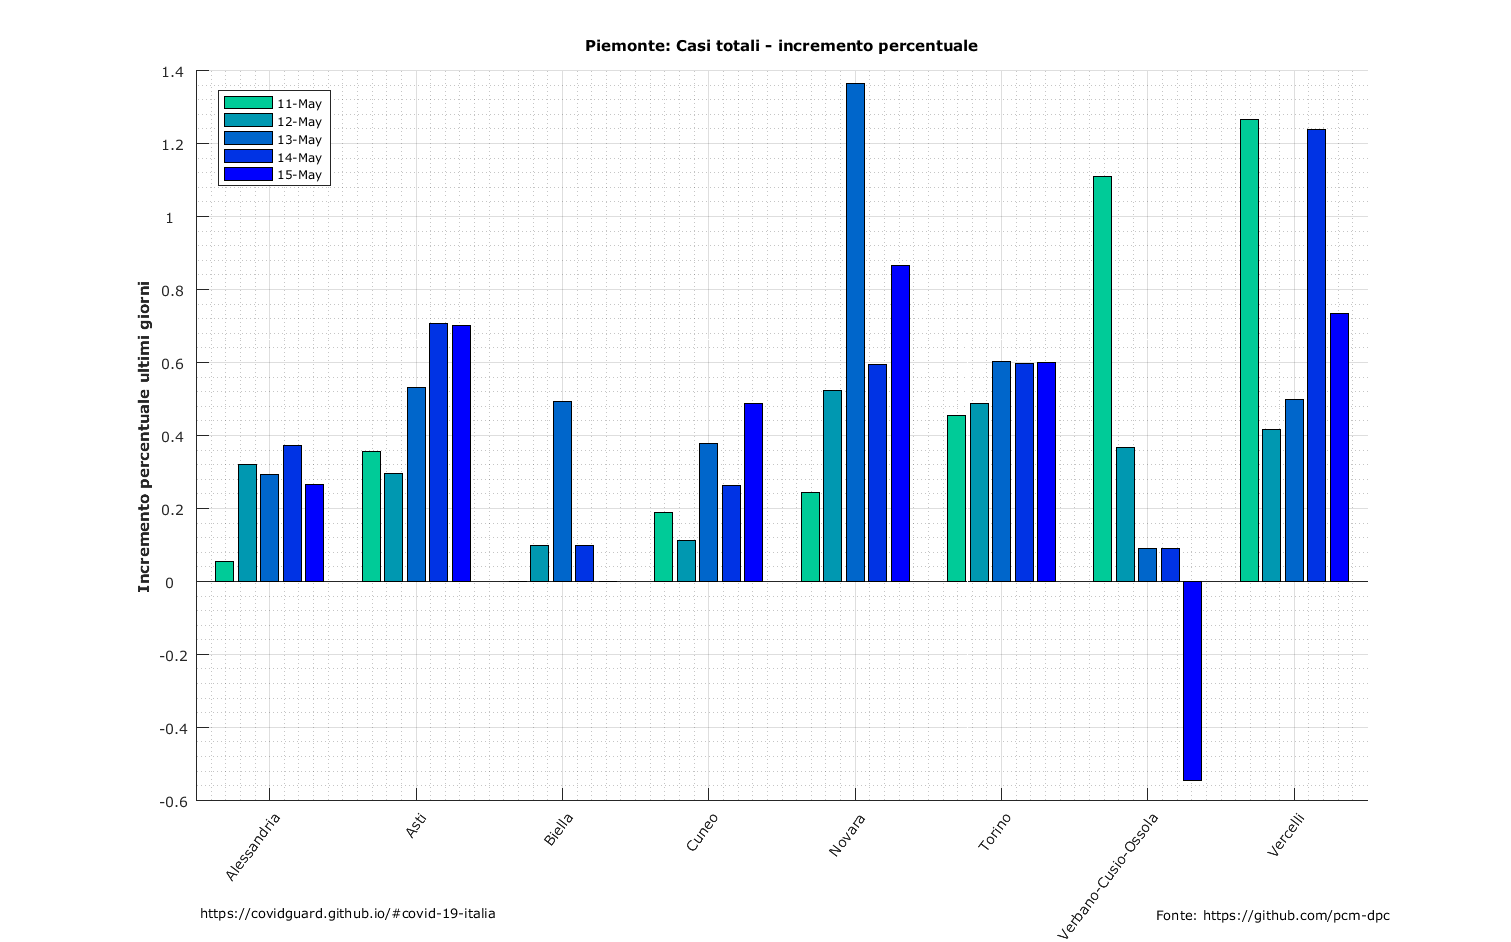 Piemonte: Casi totali - incremento percentuale
11-May
12-May
13-May
14-May
15-May
Incremento percentuale ultimi giorni
1.4
1.2
1
0.8
0.6
0.4
0.2
0
-0.2
-0.4
-0.6
Alessandria
Asti
Biella
Cuneo
Novara
Torino
Verbano-Cusio-Ossola
Vercelli
https://covidguard.github.io/#covid-19-italia
Fonte: https://github.com/pcm-dpc